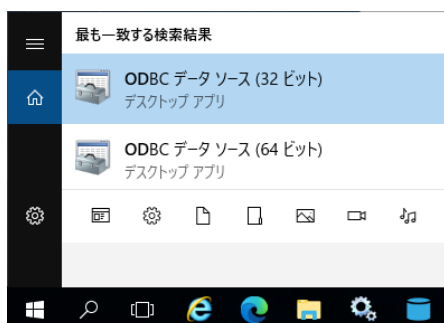 最も一致する検索結果
ODBC データ ソース (32 ビット)
デスクトップ アプリ
ODBC データ ソース (64 ビット)
デスクトップ アプリ